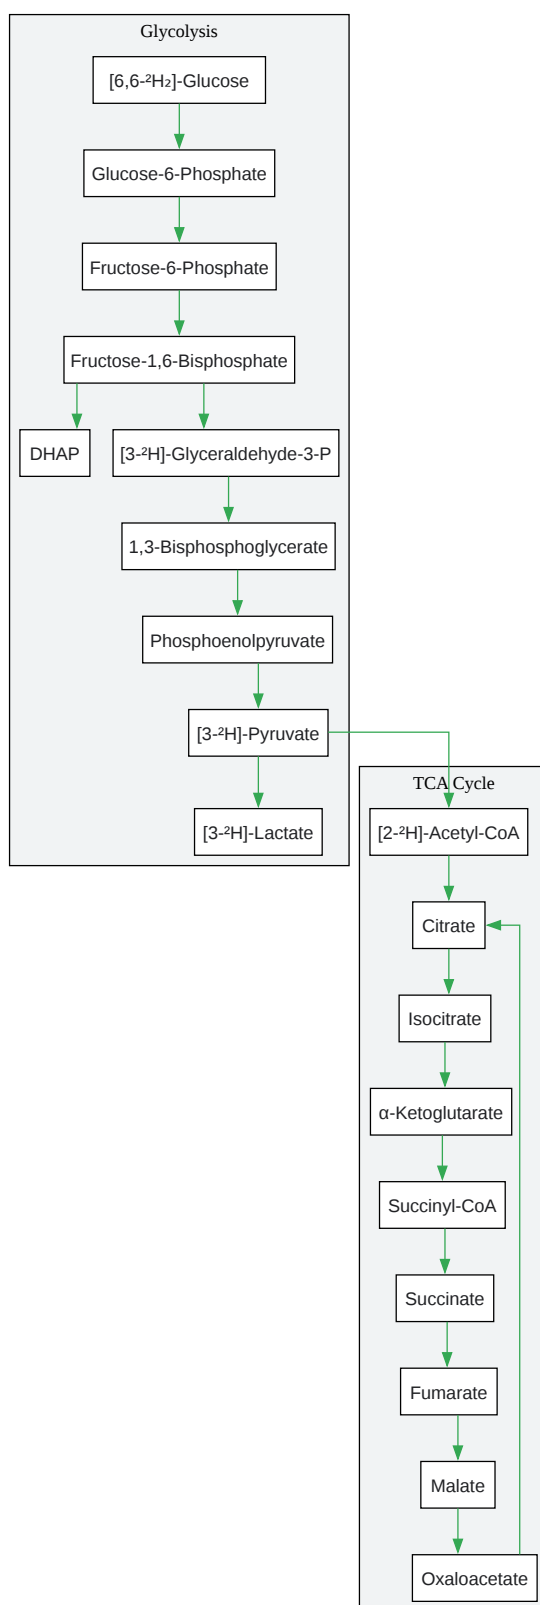 Glycolysis
[6,6-²H₂]-Glucose
Glucose-6-Phosphate
Fructose-6-Phosphate
Fructose-1,6-Bisphosphate
DHAP
[3-²H]-Glyceraldehyde-3-P
1,3-Bisphosphoglycerate
Phosphoenolpyruvate
[3-²H]-Pyruvate
[3-²H]-Lactate
TCA Cycle
[2-²H]-Acetyl-CoA
Citrate
Isocitrate
α-Ketoglutarate
Succinyl-CoA
Succinate
Fumarate
Malate
Oxaloacetate